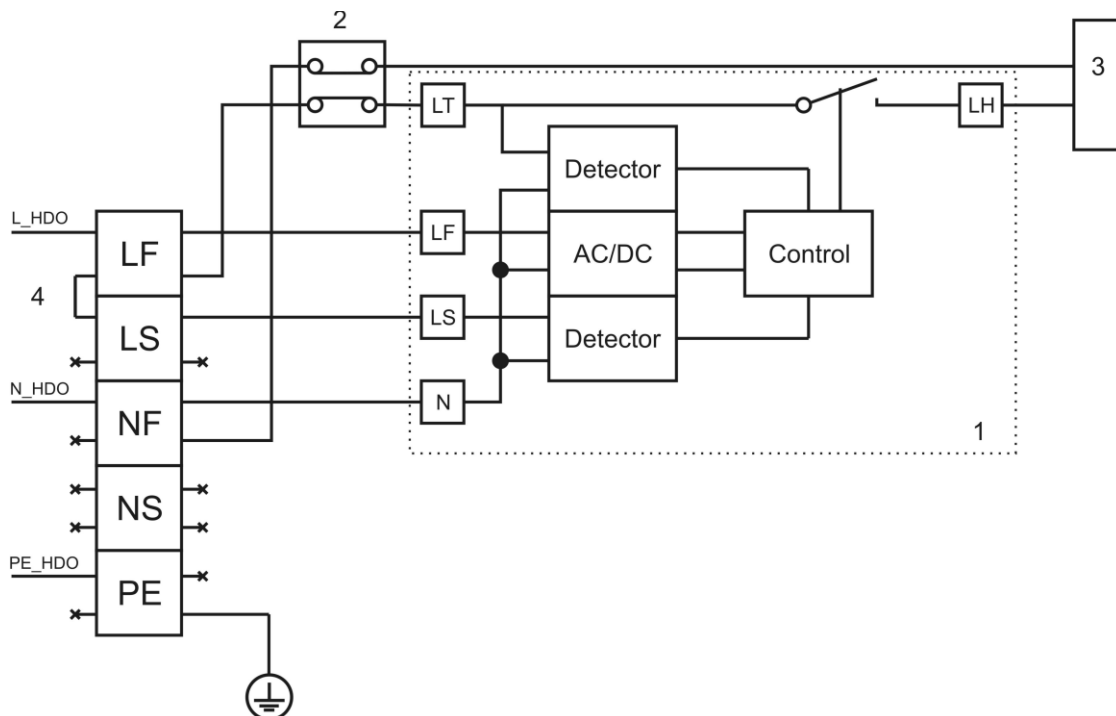 2
3
LT
LH
Detector
L_HDO
LF
LF
AC/DC
Control
4
LS
LS
Detector
N_HDO
NF
N
1
NS
PE_HDO
PE